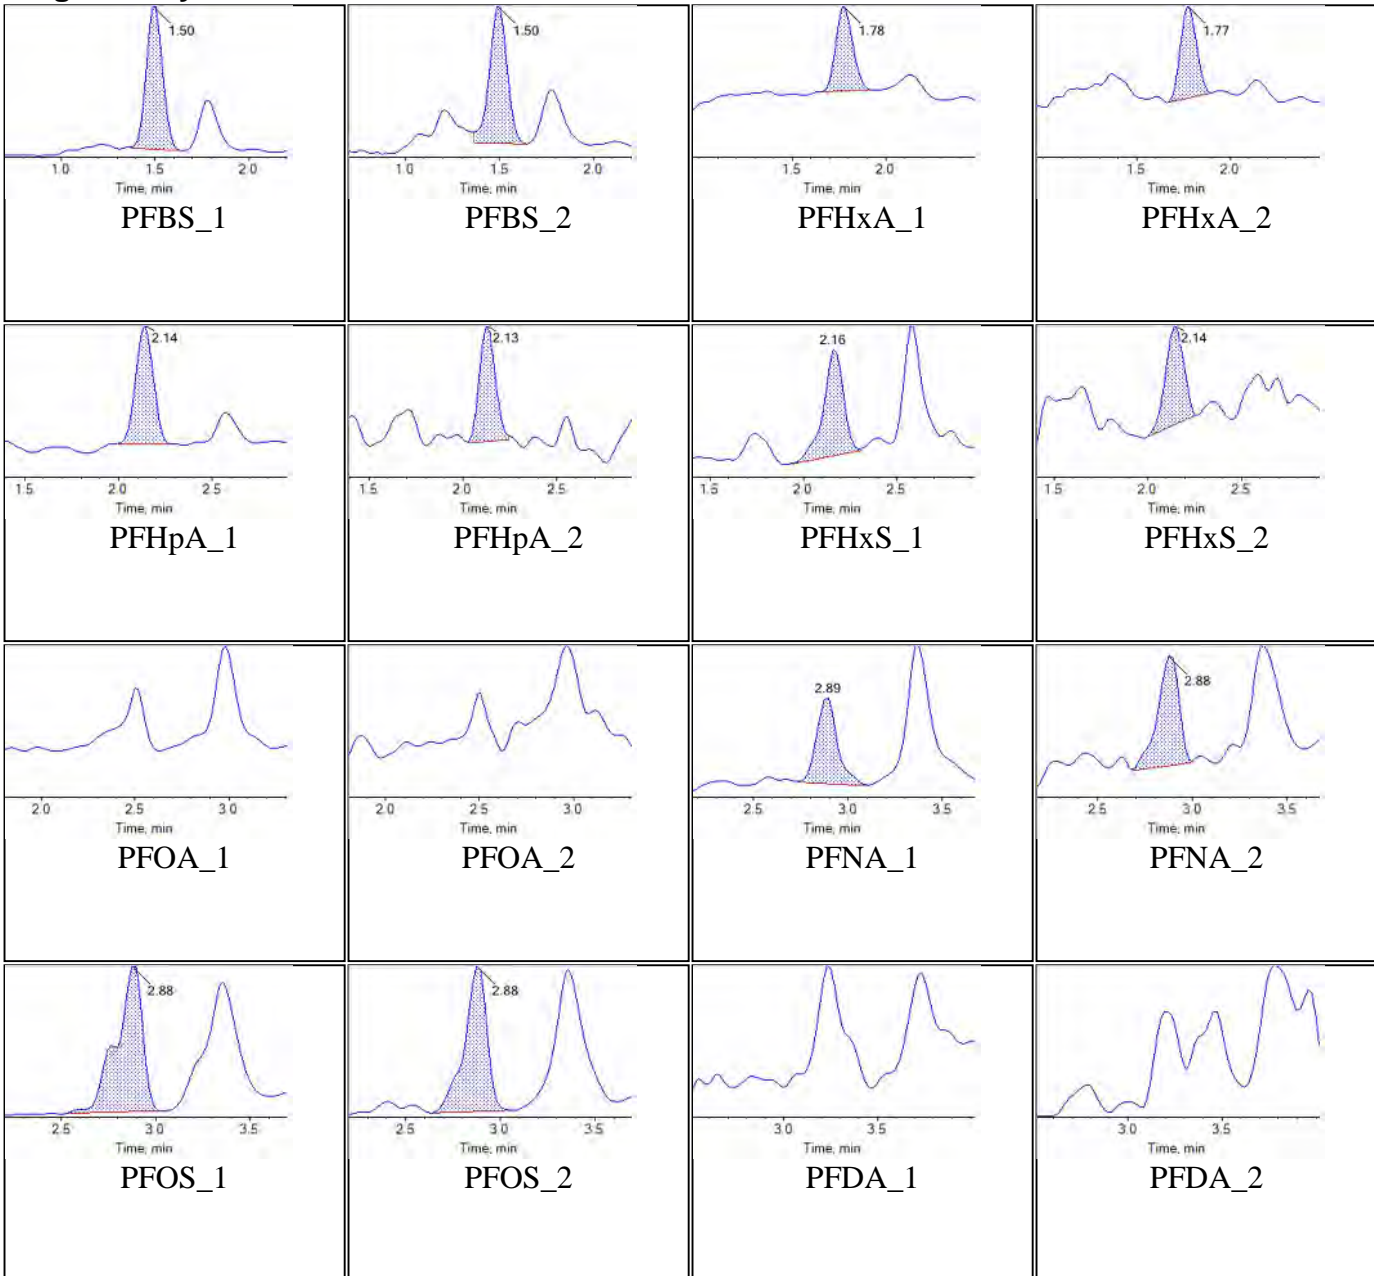 1.50 1.50 1.78 1.77
1.0 1.5 2.0 1.0 1.5 2.0 1.5 2.0 1.5 2.0
Time, min Time, min Time, min Time, min
PFBS_1 PFBS_2 PFHxA_1 PFHxA_2
2.14 2.13 2.16 2.14
1.5 2.0 2.5 1.5 2.0 2.5 1.5 2.0 2.5 1.5 2.0 2.5
Time, min Time, min Time, min Time, min
PFHpA_1 PFHpA_2 PFHxS_1 PFHxS_2
2.89 2.88
2.0 2.5 3.0 2.0 2.5 3.0 2.5 3.0 3.5 2.5 3.0 3.5
Time, min Time, min Time, min Time, min
PFOA_1 PFOA_2 PFNA_1 PFNA_2
2.88 2.88
2.5 3.0 3.5 2.5 3.0 3.5 3.0 3.5 3.0 3.5
Time, min Time, min Time, min Time, min
PFOS_1 PFOS_2 PFDA_1 PFDA_2